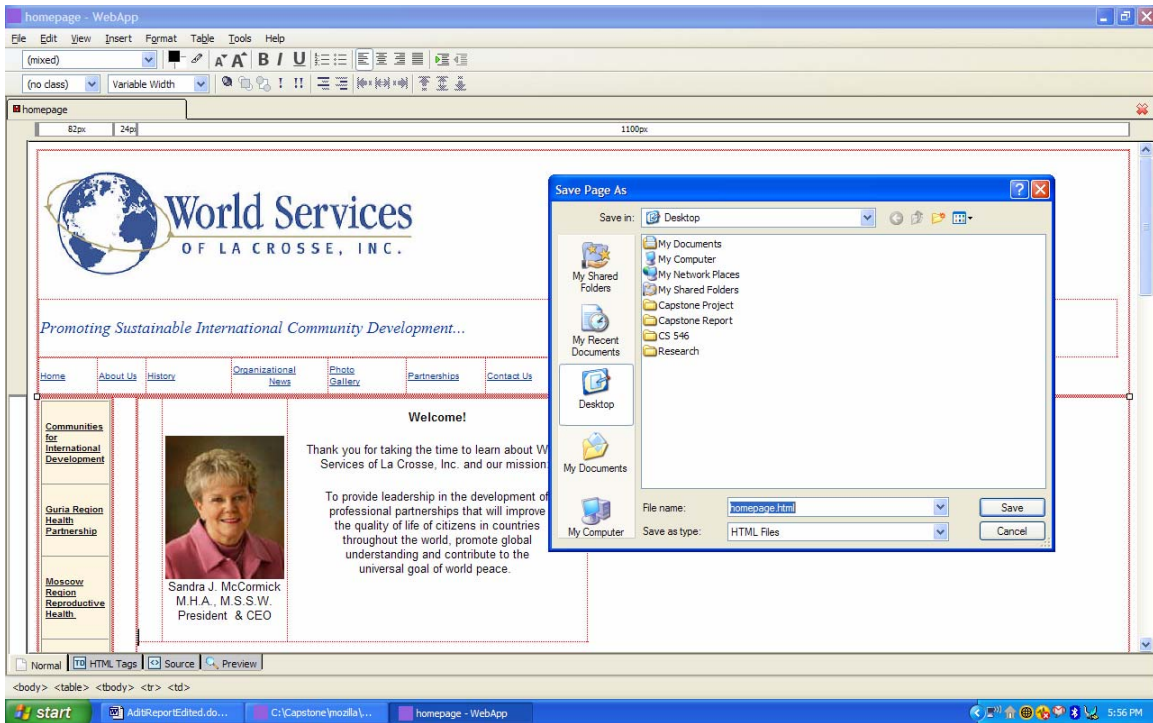 homepage - WebApp
File Edit View Insert Format Table Tools Help
(mixed)
B I U
(no class) Variable Width
homepage
82px 24px 1100px
World Services
OF LA CROSSE, INC.
Promoting Sustainable International Community Development...
Home About Us History Organizational News Photo Gallery Partnerships Contact Us
Communities
for
International
Development
Guria Region
Health
Partnership
Moscow
Region
Reproductive
Health
Sandra J. McCormick
M.H.A., M.S.S.W.
President & CEO
Welcome!
Thank you for taking the time to learn about W
Services of La Crosse, Inc. and our mission:
To provide leadership in the development of
professional partnerships that will improve
the quality of life of citizens in countries
throughout the world, promote global
understanding and contribute to the
universal goal of world peace.
Save Page As
Save in: Desktop
My Shared
Folders
My Recent
Documents
Desktop
My Documents
My Computer
My Documents
My Computer
My Network Places
My Shared Folders
Capstone Project
Capstone Report
CS 546
Research
File name: homepage.html Save
Save as type: HTML Files Cancel
Normal HTML Tags Source Preview
<body> <table> <tbody> <tr> <td>
start AditiReportEdited.do... C:\Capstone\mozilla\... homepage - WebApp 5:56 PM